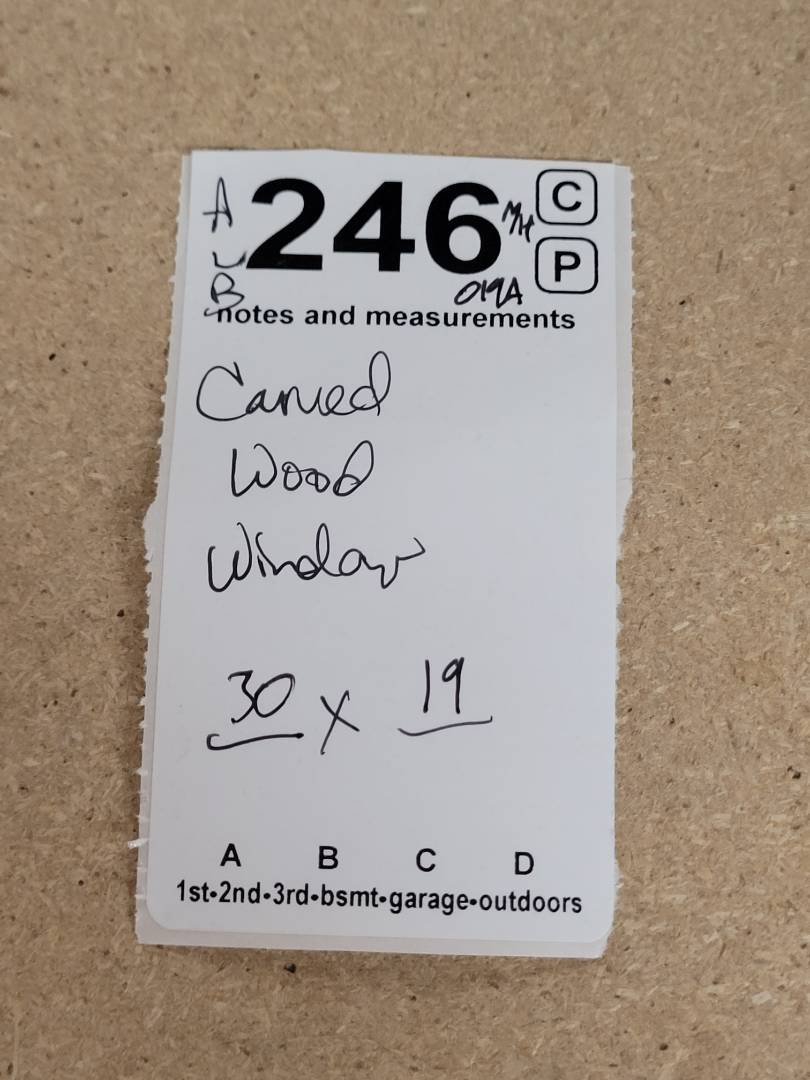 A
246
MH
C
L
P
B
019A
notes and measurements
Carved
Wood
Window
30 x 19
A B C D
1st•2nd•3rd•bsmt•garage•outdoors